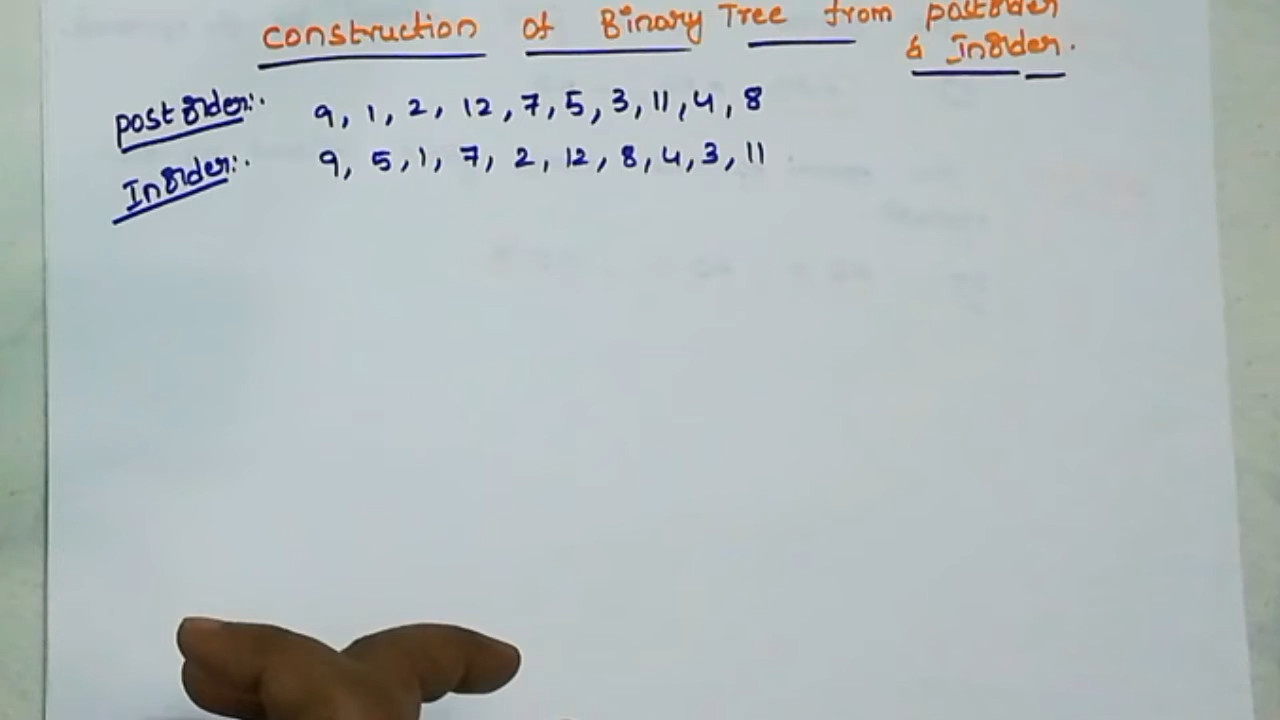 construction of Binary Tree from postorder
& Inorder.
postorder:. 9, 1, 2, 12, 7, 5, 3, 11, 4, 8
Inorder:. 9, 5, 1, 7, 2, 12, 8, 4, 3, 11